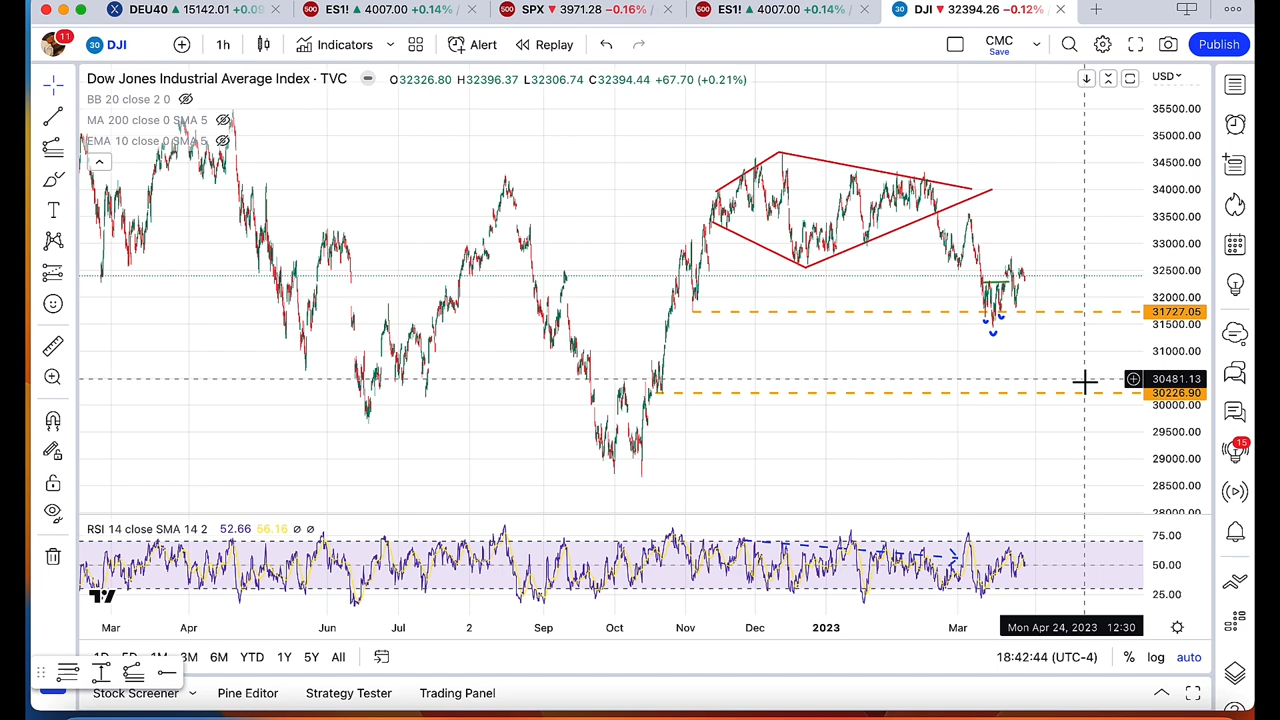 DEU40 15142.01 +0.09
ES1! 4007.00 +0.14%
SPX 3971.28 −0.16%
ES1! 4007.00 +0.14%
30 DJI 32394.26 −0.12%
11 30 DJI 1h Indicators Alert Replay CMC Save Publish
Dow Jones Industrial Average Index · TVC O32326.80 H32396.37 L32306.74 C32394.44 +67.70 (+0.21%) USD
BB 20 close 2 0
MA 200 close 0 SMA 5
EMA 10 close 0 SMA 5
35500.00
35000.00
34500.00
34000.00
33500.00
33000.00
32500.00
32000.00
31727.05
31500.00
31000.00
30481.13
30226.90
30000.00
29500.00
29000.00
28500.00
28000.00
15
RSI 14 close SMA 14 2 52.66 56.16 ø ø
75.00
50.00
25.00
Mar Apr Jun Jul 2 Sep Oct Nov Dec 2023 Mar Mon Apr 24, 2023 12:30
1D 5D 1M 3M 6M YTD 1Y 5Y All 18:42:44 (UTC-4) % log auto
Stock Screener Pine Editor Strategy Tester Trading Panel